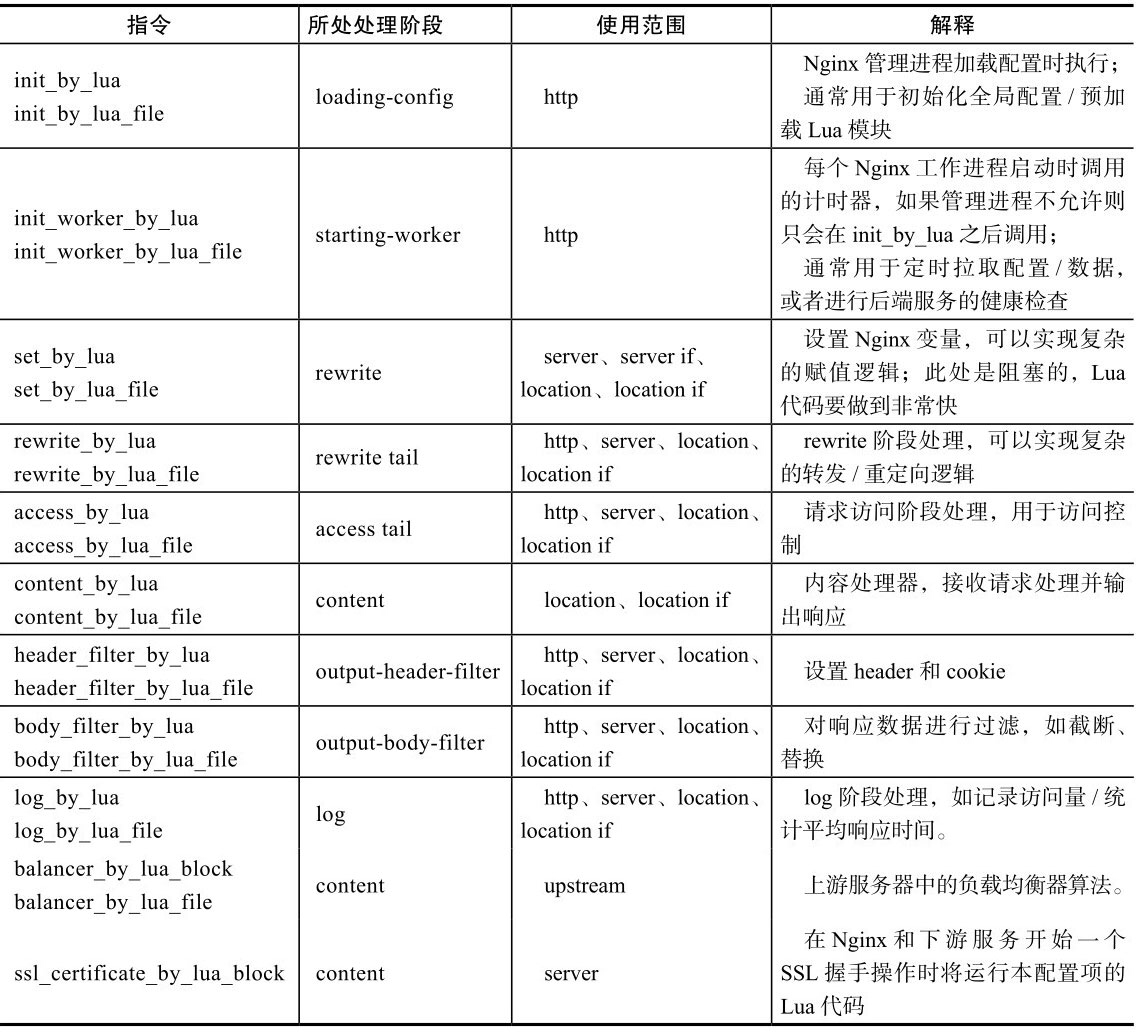 指令 所处处理阶段 使用范围 解释
init_by_lua
init_by_lua_file
loading-config
http
Nginx 管理进程加载配置时执行；
通常用于初始化全局配置 / 预加
载 Lua 模块
init_worker_by_lua
init_worker_by_lua_file
starting-worker
http
每个 Nginx 工作进程启动时调用
的计时器，如果管理进程不允许则
只会在 init_by_lua 之后调用；
通常用于定时拉取配置 / 数据，
或者进行后端服务的健康检查
set_by_lua
set_by_lua_file
rewrite
server、server if、
location、location if
设置 Nginx 变量，可以实现复杂
的赋值逻辑；此处是阻塞的，Lua
代码要做到非常快
rewrite_by_lua
rewrite_by_lua_file
rewrite tail
http、server、location、
location if
rewrite 阶段处理，可以实现复杂
的转发 / 重定向逻辑
access_by_lua
access_by_lua_file
access tail
http、server、location、
location if
请求访问阶段处理，用于访问控
制
content_by_lua
content_by_lua_file
content
location、location if
内容处理器，接收请求处理并输
出响应
header_filter_by_lua
header_filter_by_lua_file
output-header-filter
http、server、location、
location if
设置 header 和 cookie
body_filter_by_lua
body_filter_by_lua_file
output-body-filter
http、server、location、
location if
对响应数据进行过滤，如截断、
替换
log_by_lua
log_by_lua_file
log
http、server、location、
location if
log 阶段处理，如记录访问量 / 统
计平均响应时间。
balancer_by_lua_block
balancer_by_lua_file
content
upstream
上游服务器中的负载均衡器算法。
ssl_certificate_by_lua_block
content
server
在 Nginx 和下游服务开始一个
SSL 握手操作时将运行本配置项的
Lua 代码